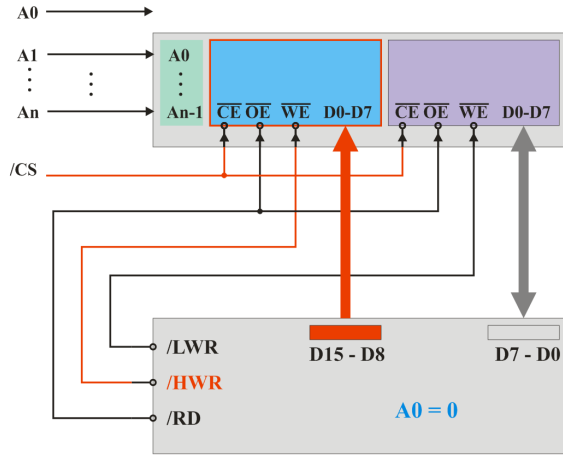 A0
A1
An
A0
An-1
CE OE WE D0-D7
CE OE WE D0-D7
/CS
/LWR
/HWR
/RD
D15 - D8
D7 - D0
A0 = 0